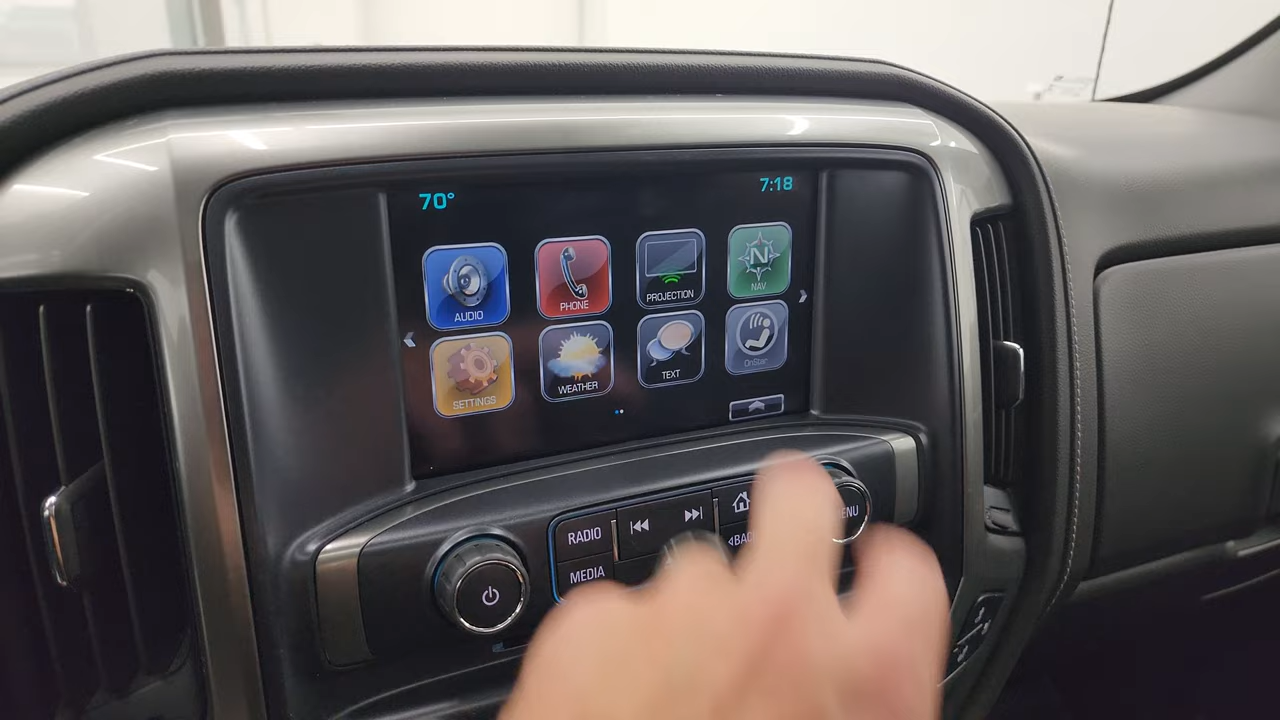 70°
7:18
AUDIO
PHONE
PROJECTION
N
NAV
SETTINGS
WEATHER
TEXT
OnStar
RADIO
MEDIA